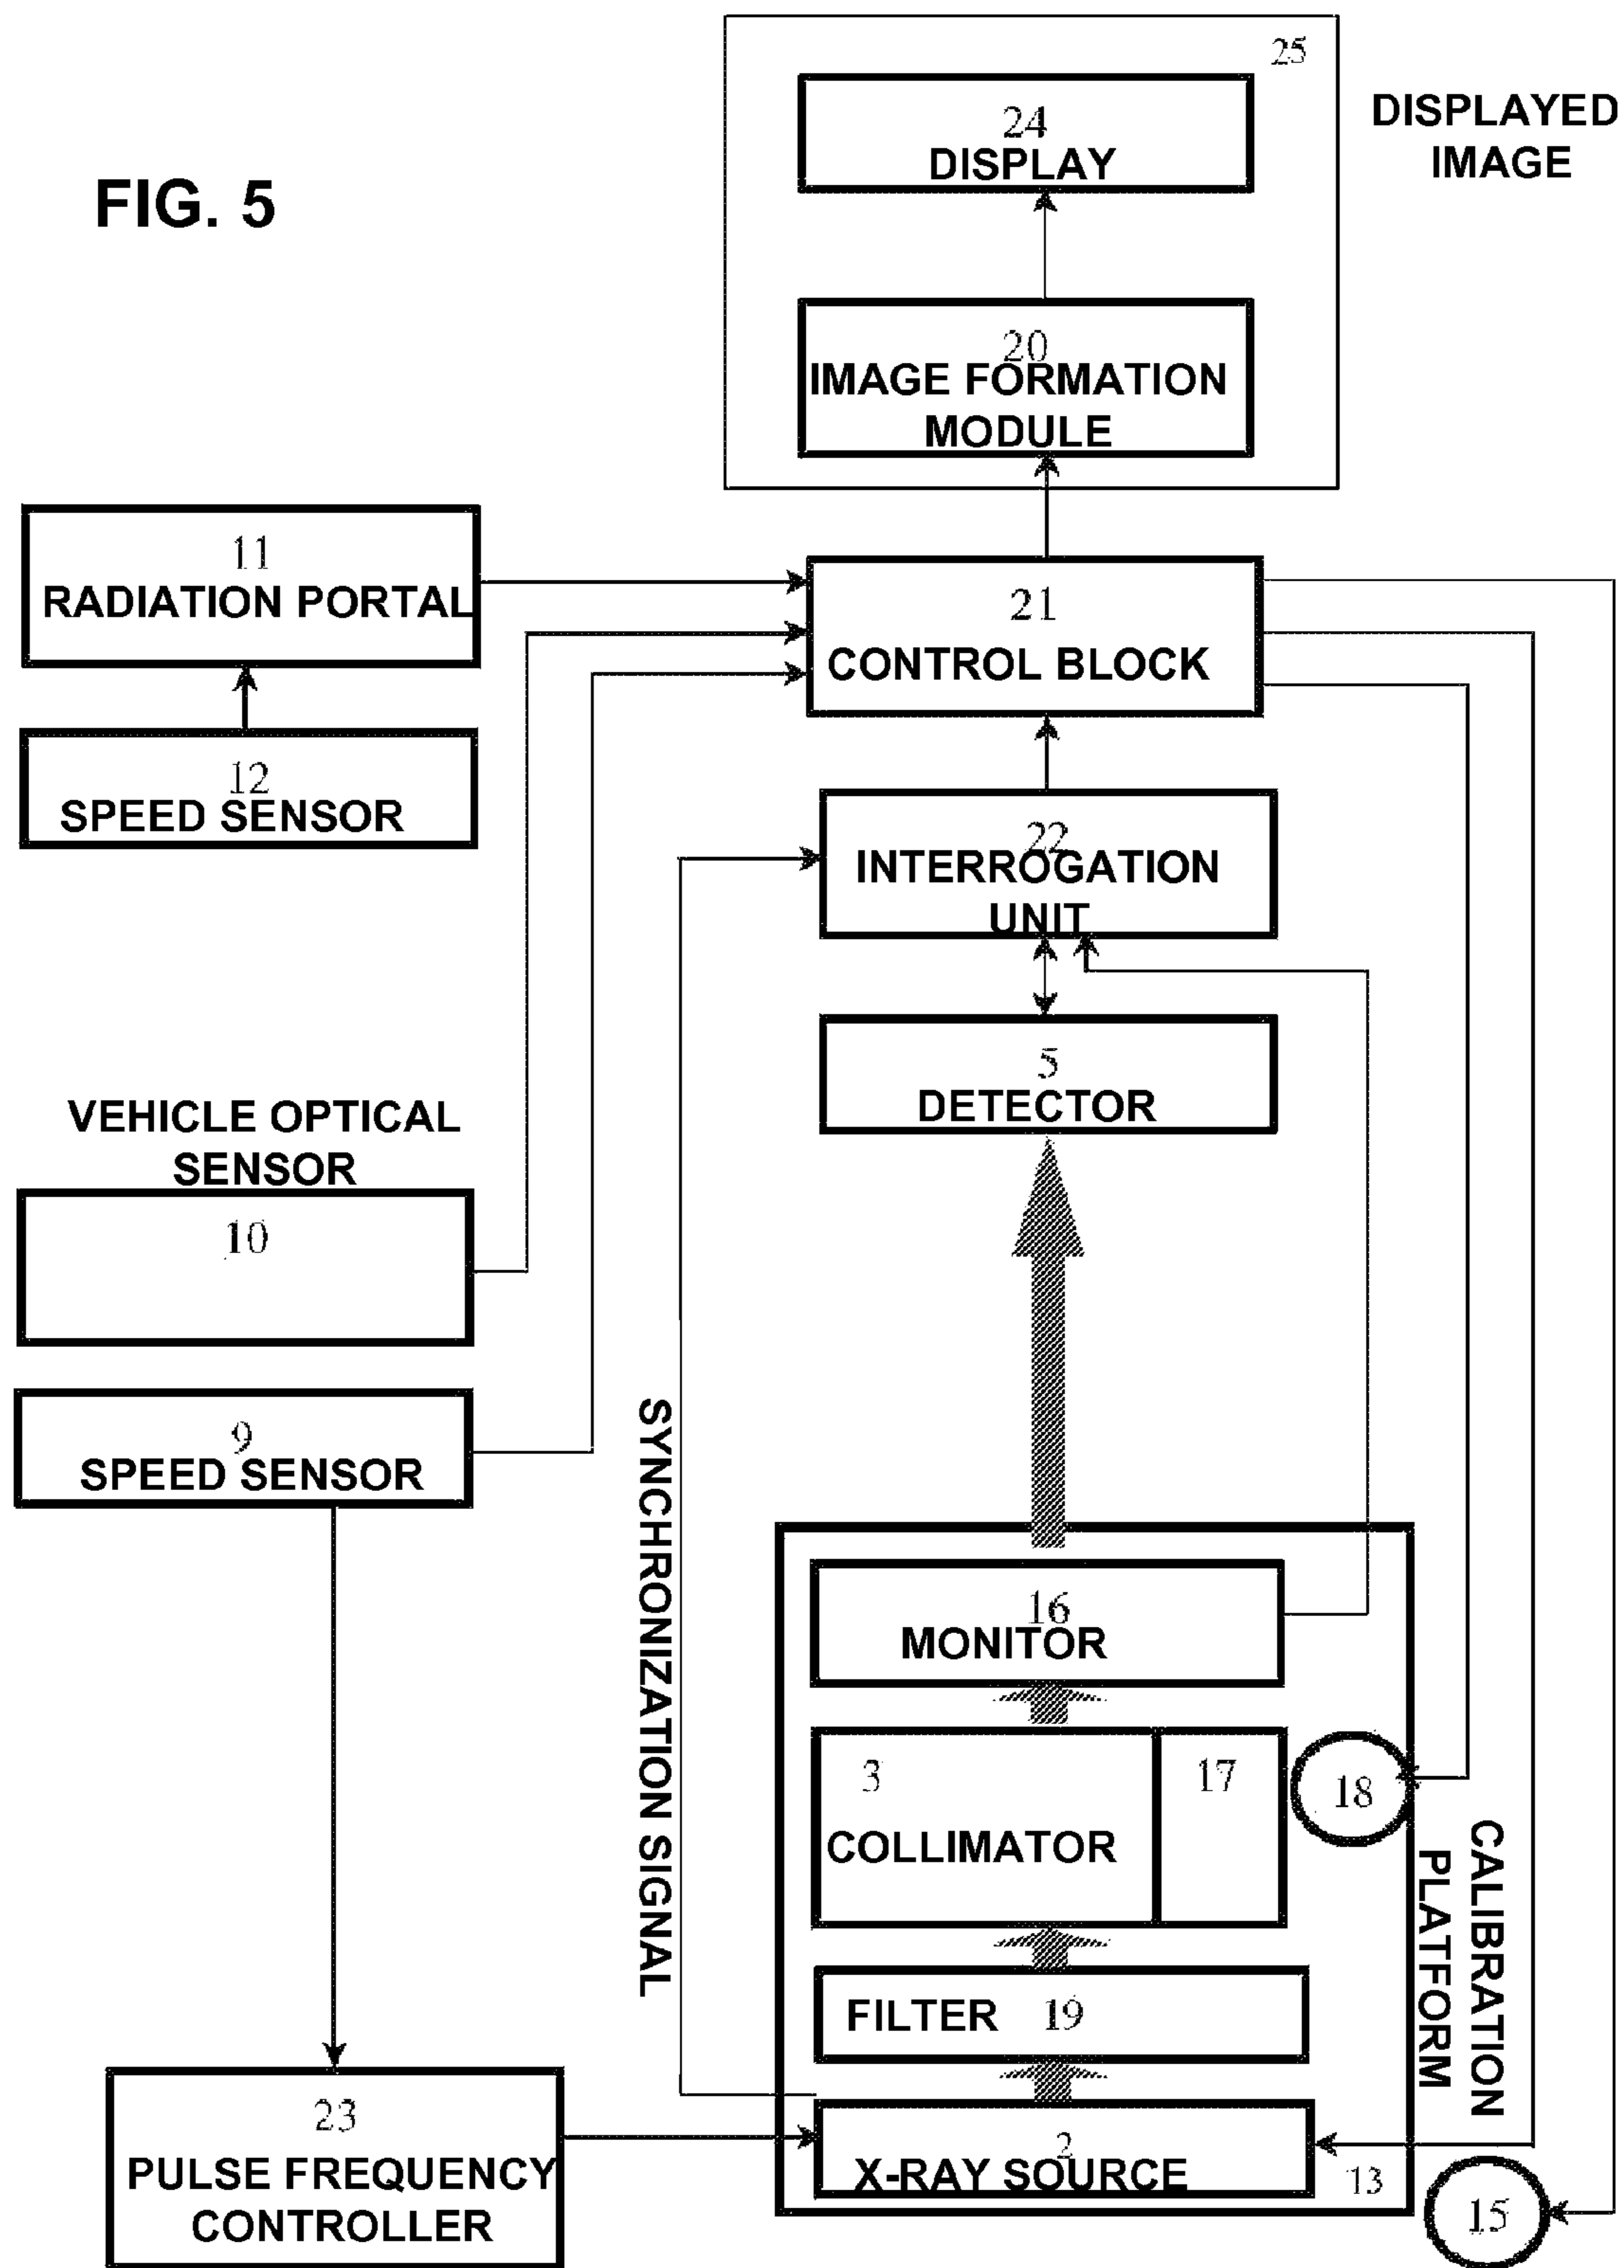 FIG. 5
25
DISPLAYED
IMAGE
24
DISPLAY
20
IMAGE FORMATION
MODULE
11
RADIATION PORTAL
21
CONTROL BLOCK
12
SPEED SENSOR
22
INTERROGATION
UNIT
5
DETECTOR
VEHICLE OPTICAL
SENSOR
10
9
SPEED SENSOR
SYNCHRONIZATION SIGNAL
16
MONITOR
3
COLLIMATOR
17
18
CALIBRATION
PLATFORM
FILTER 19
23
PULSE FREQUENCY
CONTROLLER
2
X-RAY SOURCE
13
15